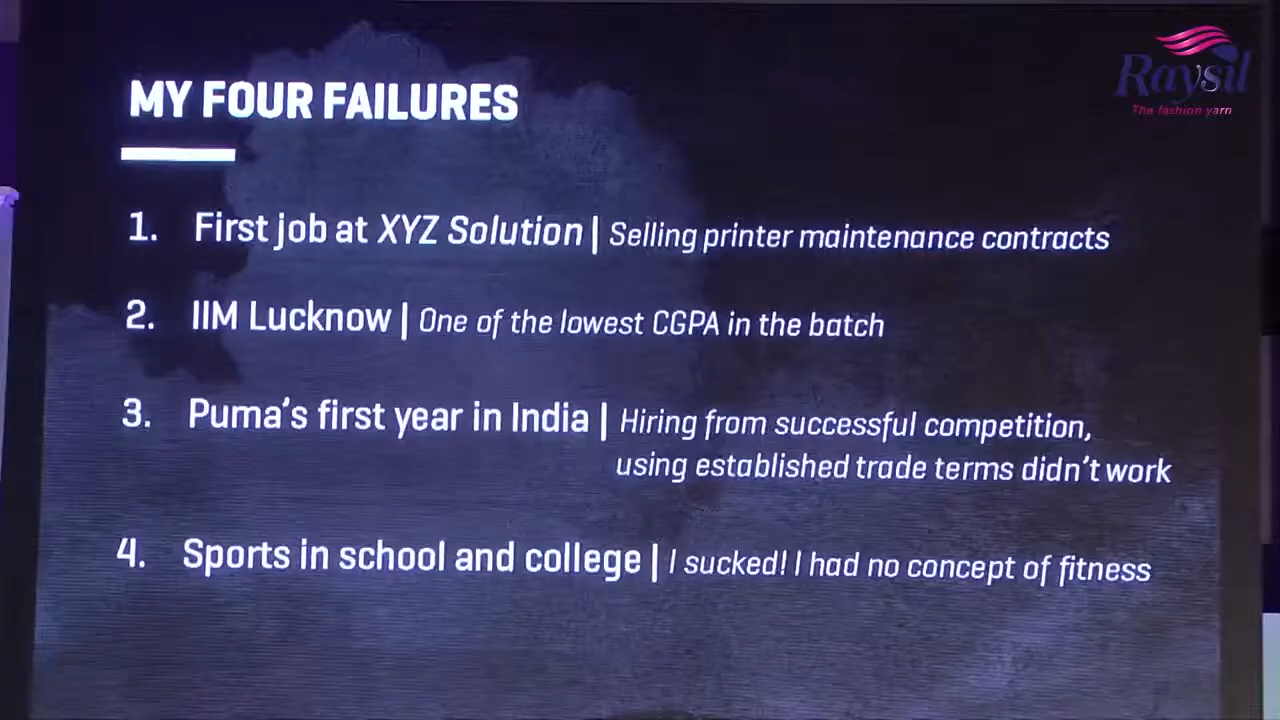 Raysil
The fashion yarn
MY FOUR FAILURES
1. First job at XYZ Solution | Selling printer maintenance contracts
2. IIM Lucknow | One of the lowest CGPA in the batch
3. Puma's first year in India | Hiring from successful competition,
using established trade terms didn't work
4. Sports in school and college | I sucked! I had no concept of fitness